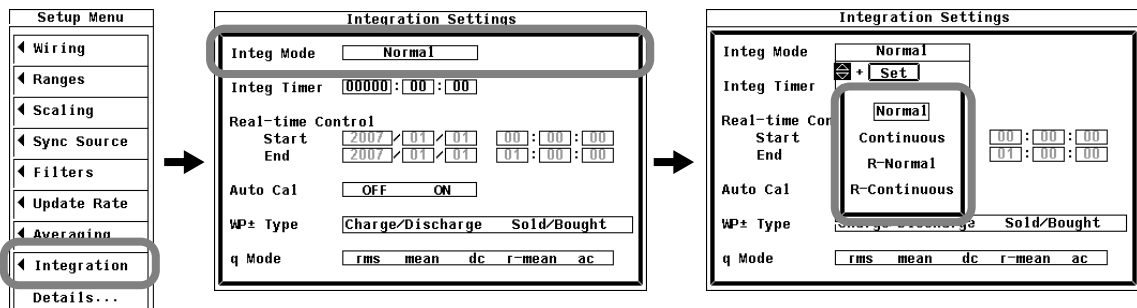 Setup Menu
Wiring
Ranges
Scaling
Sync Source
Filters
Update Rate
Averaging
Integration
Details...
Integration Settings
Integ Mode Normal
Integ Timer 00000 : 00 : 00
Real-time Control
Start 2007 / 01 / 01 00 : 00 : 00
End 2007 / 01 / 01 01 : 00 : 00
Auto Cal OFF ON
WP± Type Charge/Discharge Sold/Bought
q Mode rms mean dc r-mean ac
Integration Settings
Integ Mode Normal
+ Set
Integ Timer
Normal
Real-time Con
Continuous
Start 00 : 00 : 00
End 01 : 00 : 00
R-Normal
R-Continuous
Auto Cal
WP± Type Charge/Discharge Sold/Bought
q Mode rms mean dc r-mean ac